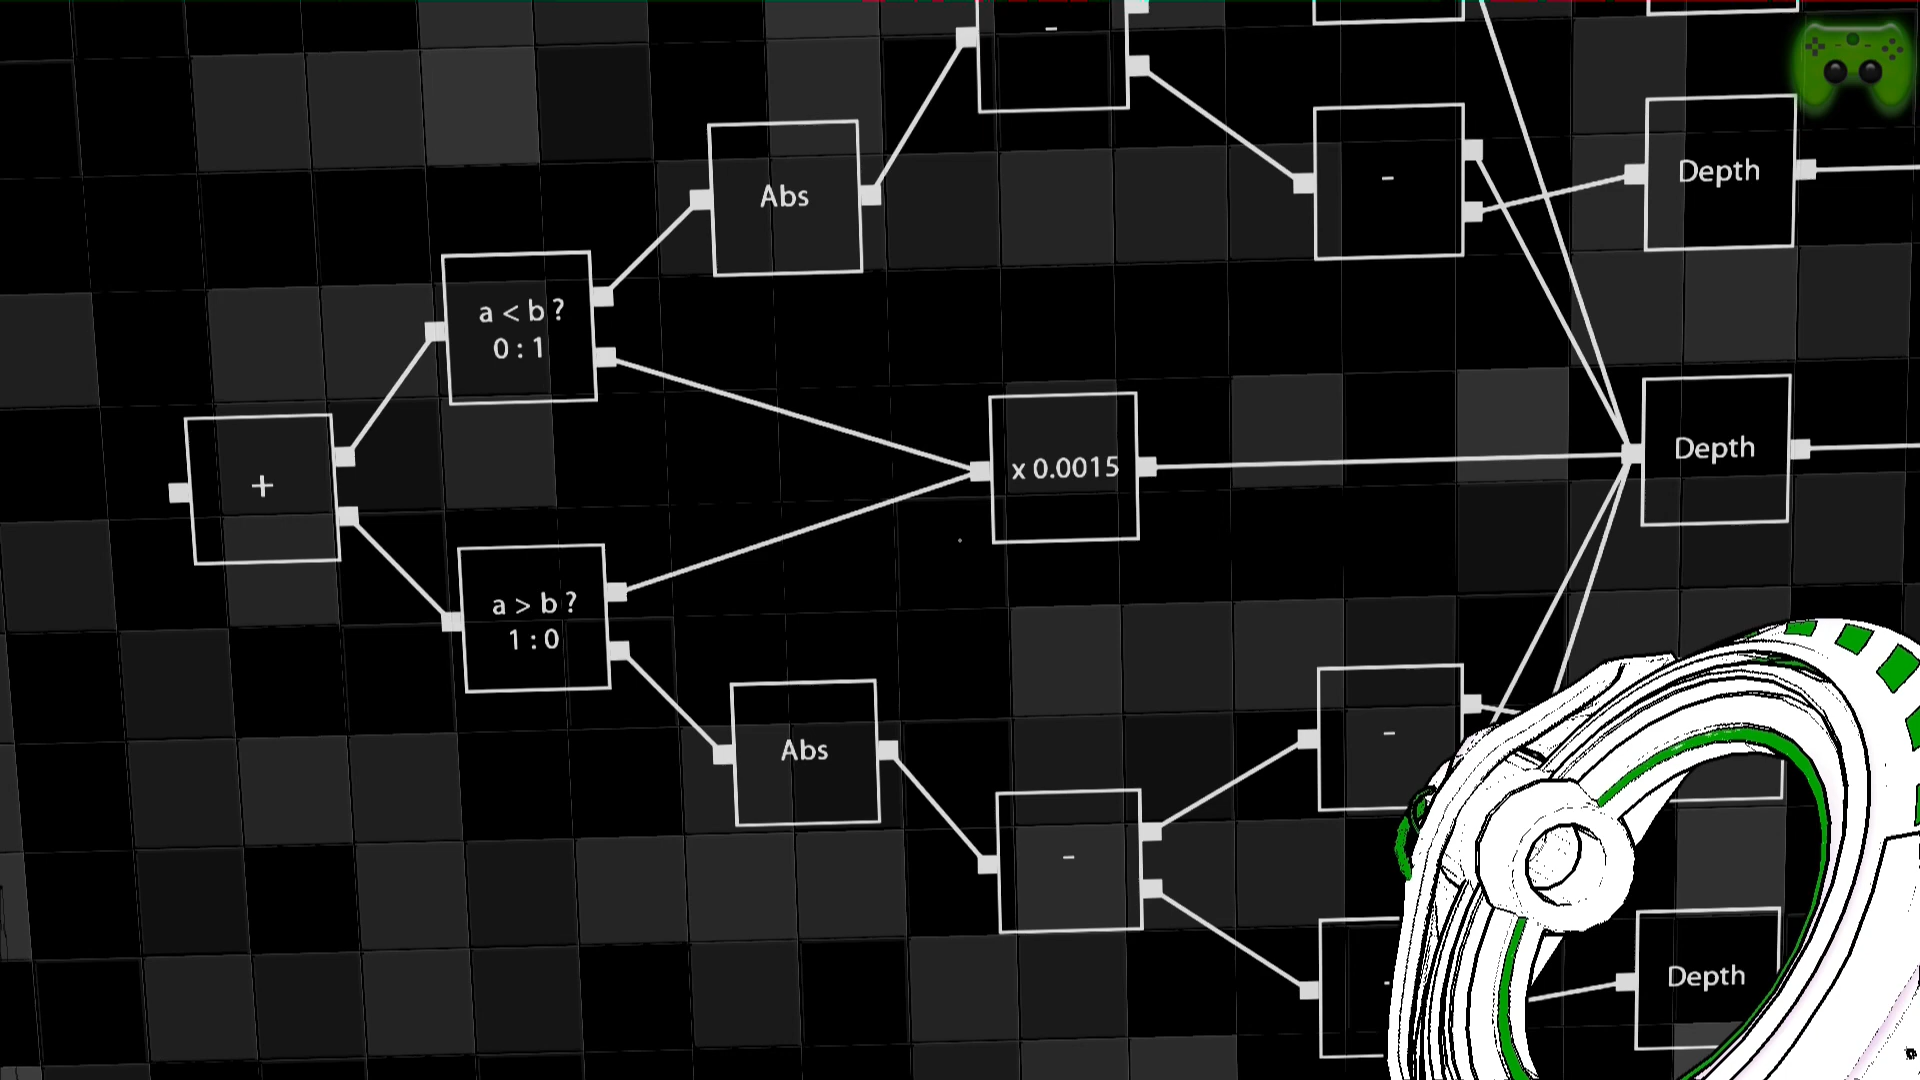 -
Abs
-
Depth
a < b ?
0 : 1
+
x 0.0015
Depth
a > b ?
1 : 0
Abs
-
-
Depth